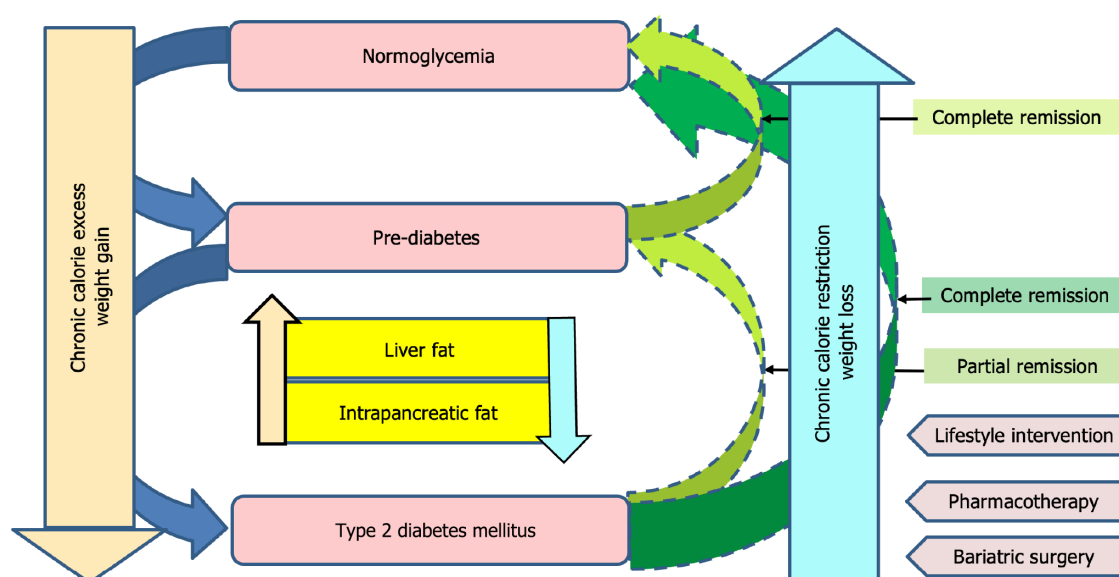 Normoglycemia
Complete remission
Chronic calorie excess
weight gain
Pre-diabetes
Chronic calorie restriction
weight loss
Complete remission
Liver fat
Partial remission
Intrapancreatic fat
Lifestyle intervention
Pharmacotherapy
Type 2 diabetes mellitus
Bariatric surgery